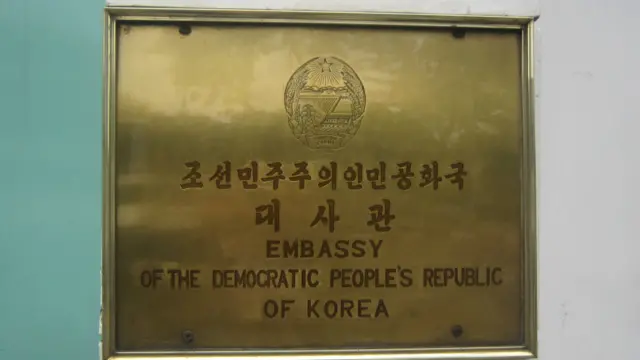 조선민주주의인민공화국
대사관
EMBASSY
OF THE DEMOCRATIC PEOPLE'S REPUBLIC
OF KOREA